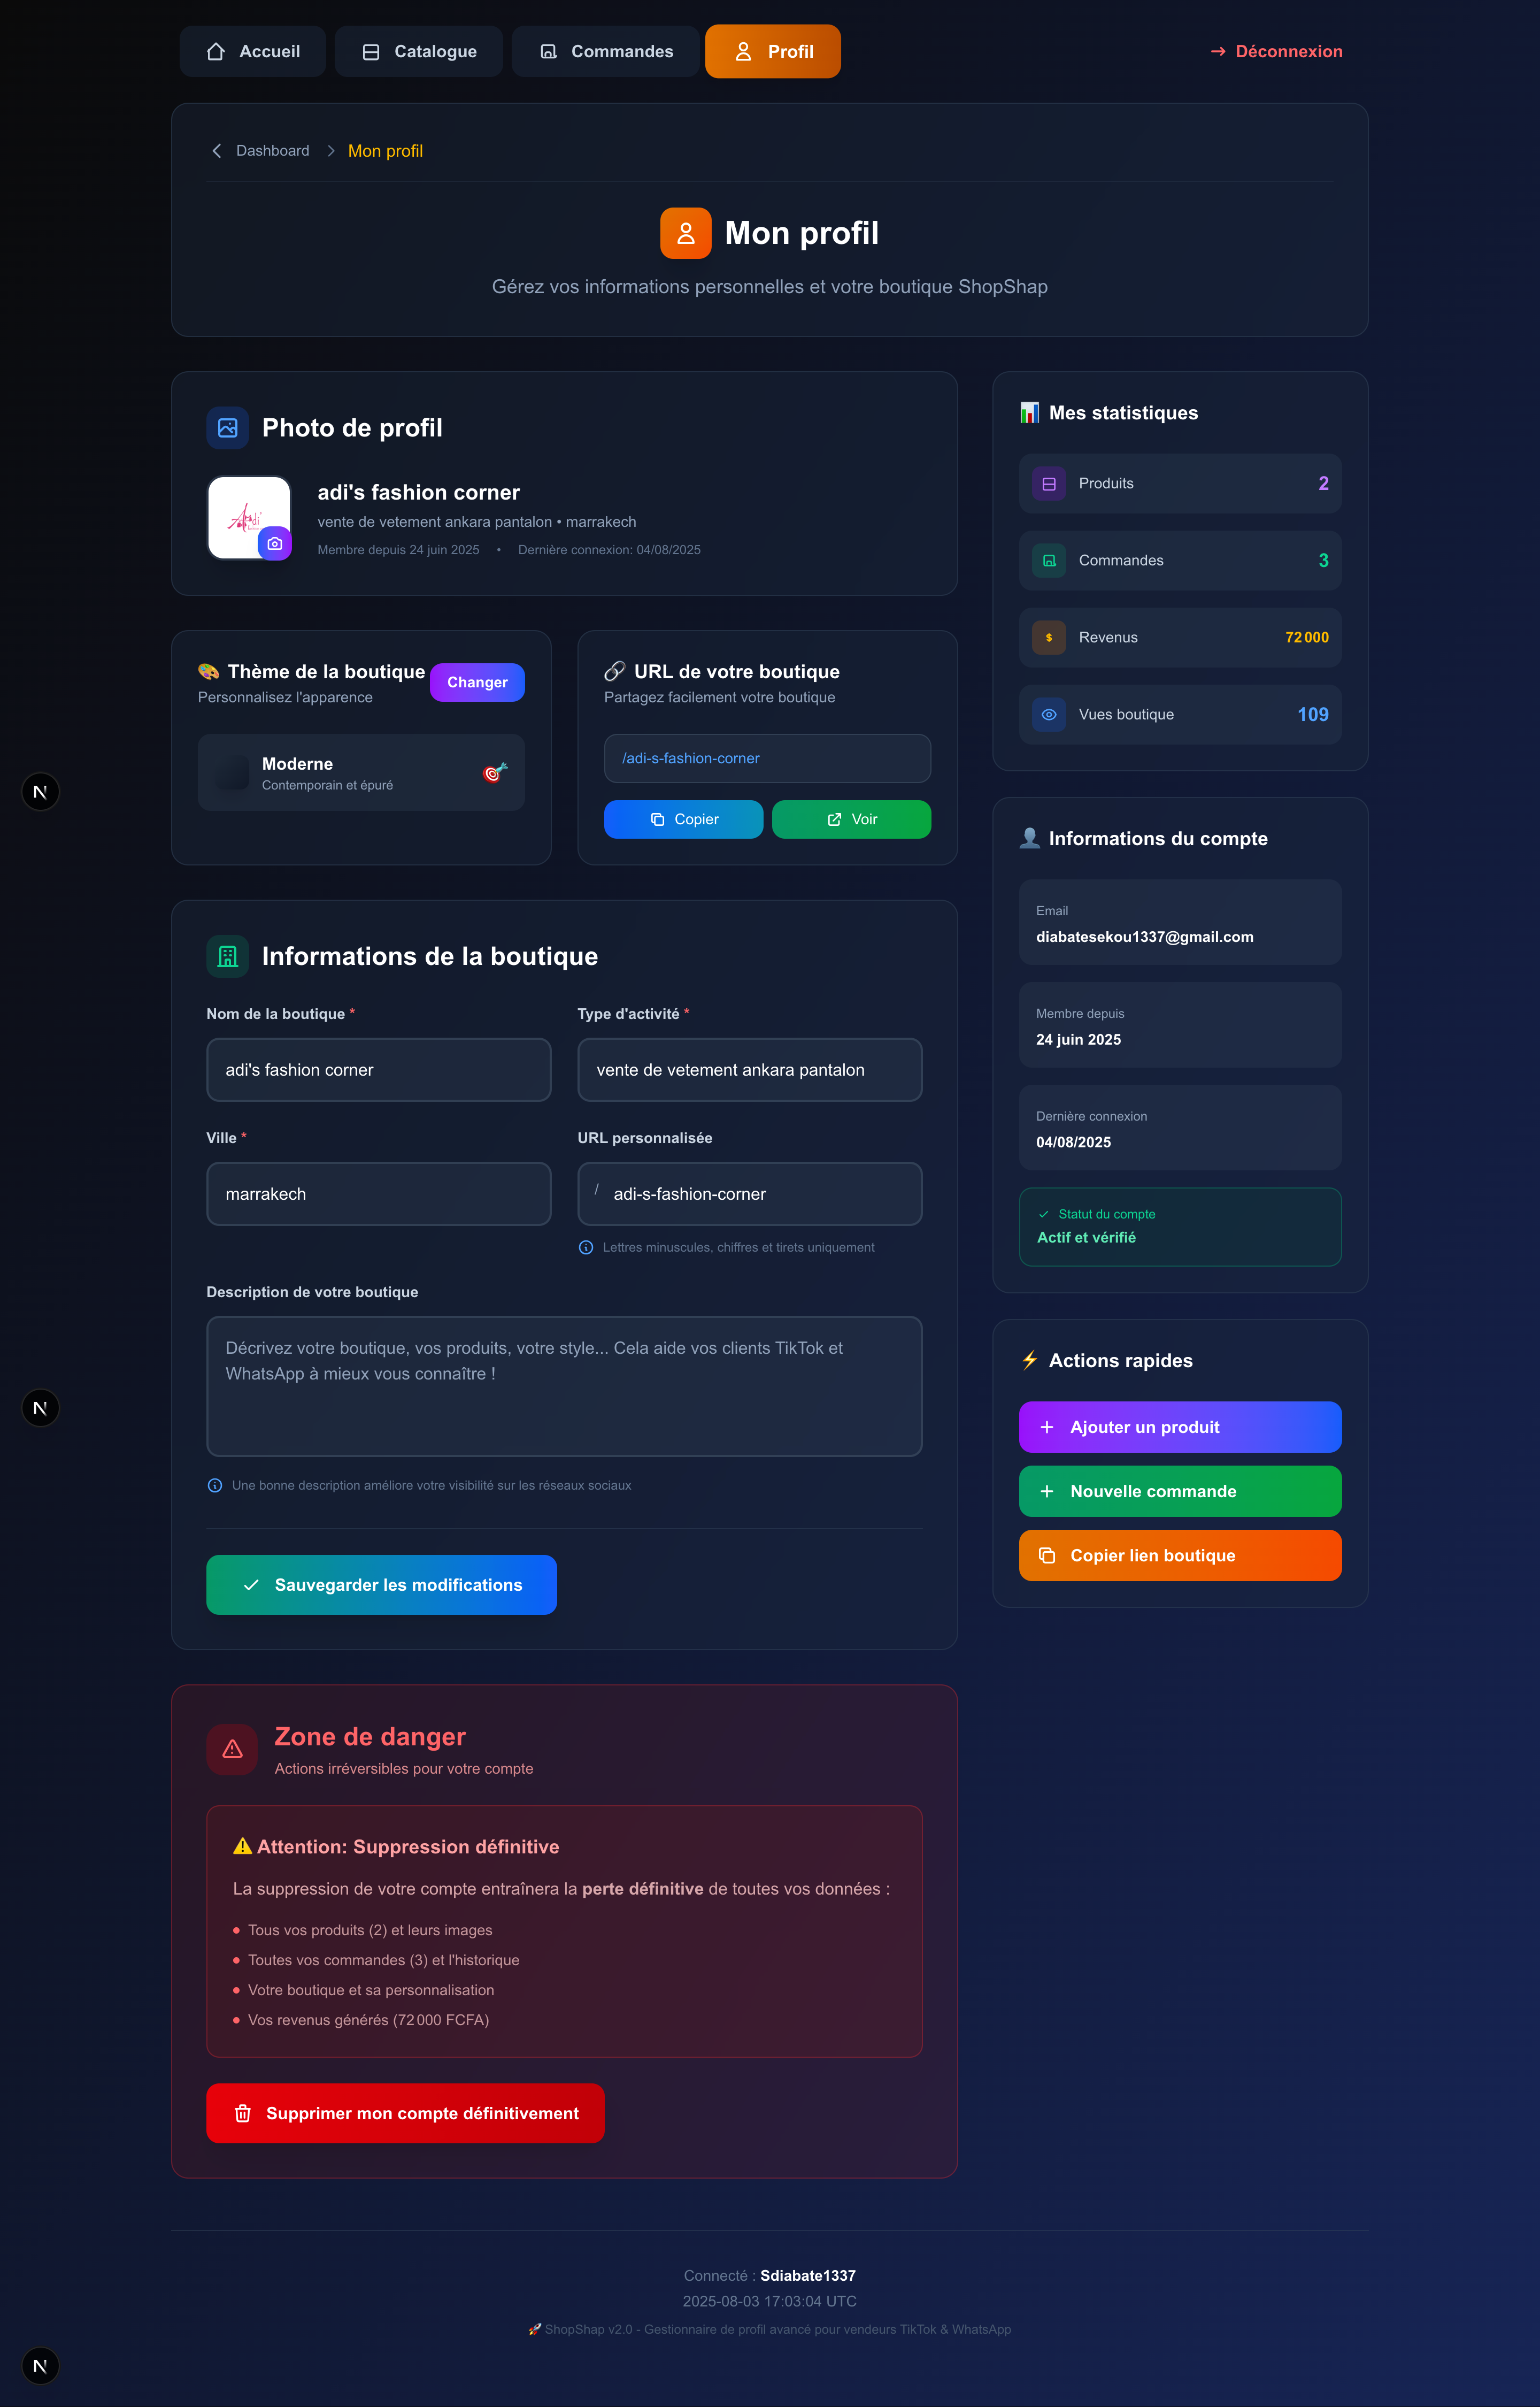 Accueil
Catalogue
Commandes
Profil
Déconnexion
Dashboard
Mon profil
Mon profil
Gérez vos informations personnelles et votre boutique ShopShap
Photo de profil
adi's fashion corner
vente de vetement ankara pantalon • marrakech
Membre depuis 24 juin 2025 • Dernière connexion: 04/08/2025
🎨 Thème de la boutique
Personnalisez l'apparence
Changer
Moderne
Contemporain et épuré
🔗 URL de votre boutique
Partagez facilement votre boutique
/adi-s-fashion-corner
Copier
Voir
Informations de la boutique
Nom de la boutique *
adi's fashion corner
Type d'activité *
vente de vetement ankara pantalon
Ville *
marrakech
URL personnalisée
/ adi-s-fashion-corner
Lettres minuscules, chiffres et tirets uniquement
Description de votre boutique
Décrivez votre boutique, vos produits, votre style... Cela aide vos clients TikTok et
WhatsApp à mieux vous connaître !
Une bonne description améliore votre visibilité sur les réseaux sociaux
Sauvegarder les modifications
Zone de danger
Actions irréversibles pour votre compte
⚠️ Attention: Suppression définitive
La suppression de votre compte entraînera la perte définitive de toutes vos données :
• Tous vos produits (2) et leurs images
• Toutes vos commandes (3) et l'historique
• Votre boutique et sa personnalisation
• Vos revenus générés (72 000 FCFA)
Supprimer mon compte définitivement
📊 Mes statistiques
Produits 2
Commandes 3
$ Revenus 72 000
Vues boutique 109
👤 Informations du compte
Email
diabatesekou1337@gmail.com
Membre depuis
24 juin 2025
Dernière connexion
04/08/2025
Statut du compte
Actif et vérifié
⚡ Actions rapides
Ajouter un produit
Nouvelle commande
Copier lien boutique
Connecté : Sdiabate1337
2025-08-03 17:03:04 UTC
🚀 ShopShap v2.0 - Gestionnaire de profil avancé pour vendeurs TikTok & WhatsApp
N
N
N